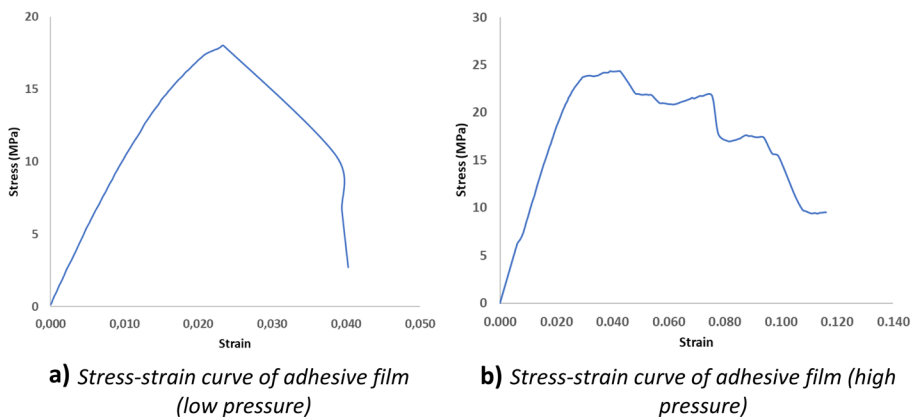 20
15
10
5
0
Stress (MPa)
0,000 0,010 0,020 0,030 0,040 0,050
Strain
a) Stress-strain curve of adhesive film
(low pressure)
30
25
20
15
10
5
0
Stress (MPa)
0.000 0.020 0.040 0.060 0.080 0.100 0.120 0.140
Strain
b) Stress-strain curve of adhesive film (high
pressure)